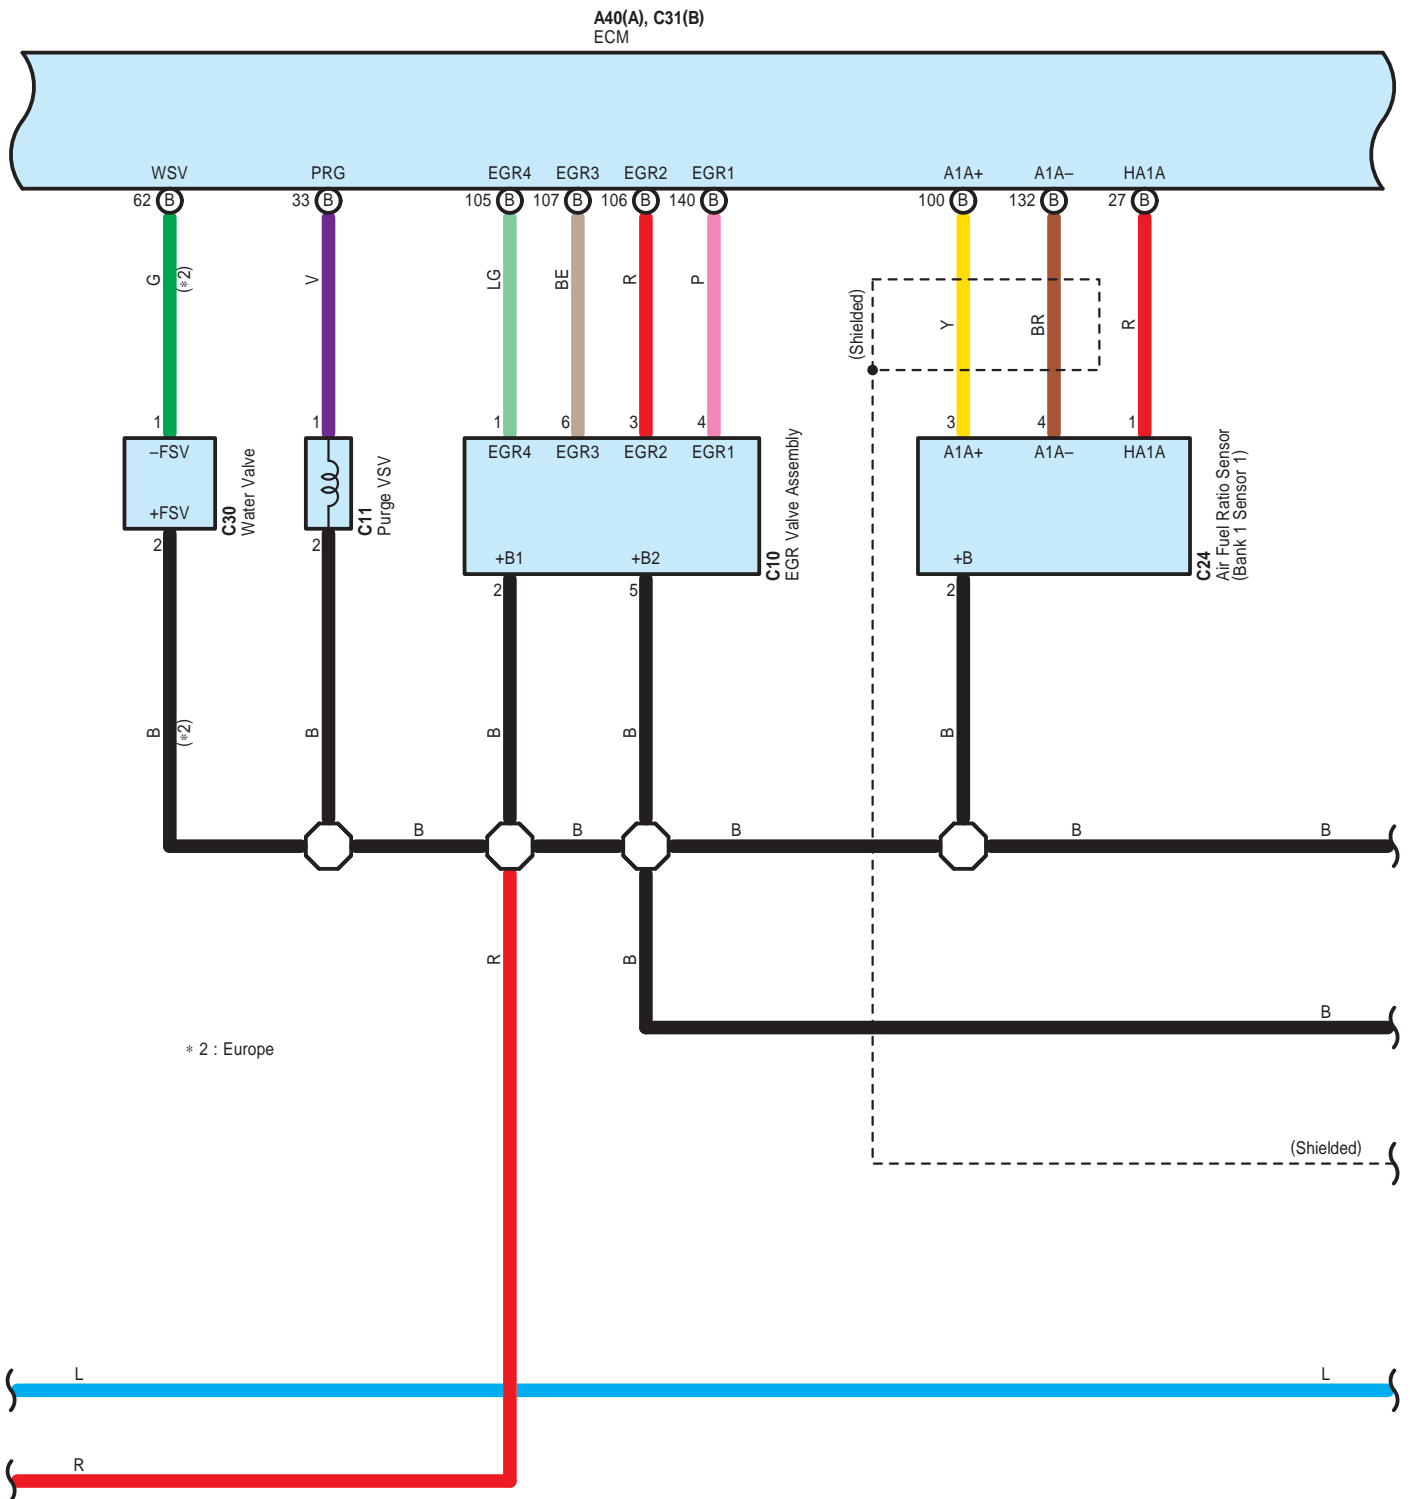 A40(A), C31(B)
ECM
WSV PRG EGR4 EGR3 EGR2 EGR1 A1A+ A1A– HA1A
62 B 33 B 105 B 107 B 106 B 140 B 100 B 132 B 27 B
G
(*2)
V
LG
BE
R
P
(Shielded)
Y
BR
R
1 1 1 6 3 4 3 4 1
–FSV EGR4 EGR3 EGR2 EGR1 A1A+ A1A– HA1A
+FSV
C30
Water Valve
C11
Purge VSV
+B1 +B2
C10
EGR Valve Assembly
+B
C24
Air Fuel Ratio Sensor
(Bank 1 Sensor 1)
2 2 2 5 2
B
(*2)
B
B
B
B
B B B B B
R
B
B
* 2 : Europe
(Shielded)
L L
R